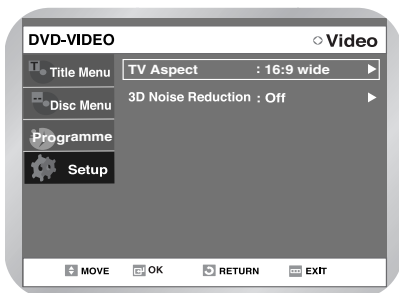 DVD-VIDEO Video
Title Menu
TV Aspect : 16:9 wide
Disc Menu
3D Noise Reduction : Off
Programme
Setup
MOVE OK RETURN EXIT